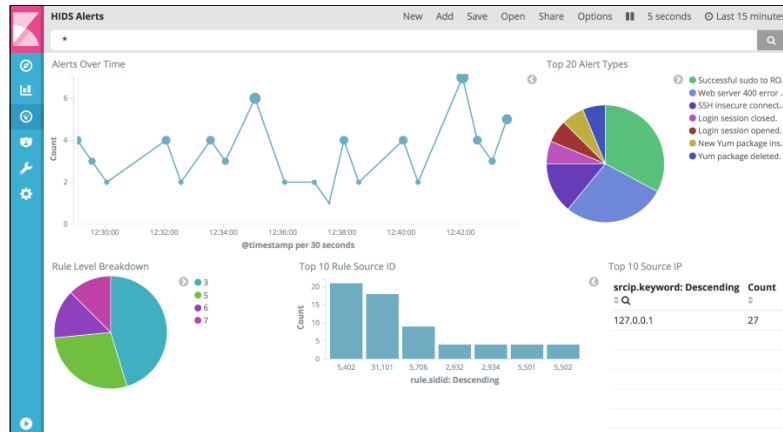 HIDS Alerts
New Add Save Open Share Options 5 seconds Last 15 minutes
*
Alerts Over Time
Count
6
4
2
0
12:30:00 12:32:00 12:34:00 12:36:00 12:38:00 12:40:00 12:42:00
@timestamp per 30 seconds
Top 20 Alert Types
Successful sudo to RO..
Web server 400 error ..
SSH insecure connect..
Login session closed.
Login session opened.
New Yum package ins..
Yum package deleted.
Rule Level Breakdown
3
5
6
7
Top 10 Rule Source ID
Count
20
15
10
5
0
5,402 31,101 5,706 2,932 2,934 5,501 5,502
rule.sidid: Descending
Top 10 Source IP
srcip.keyword: Descending Count
127.0.0.1 27